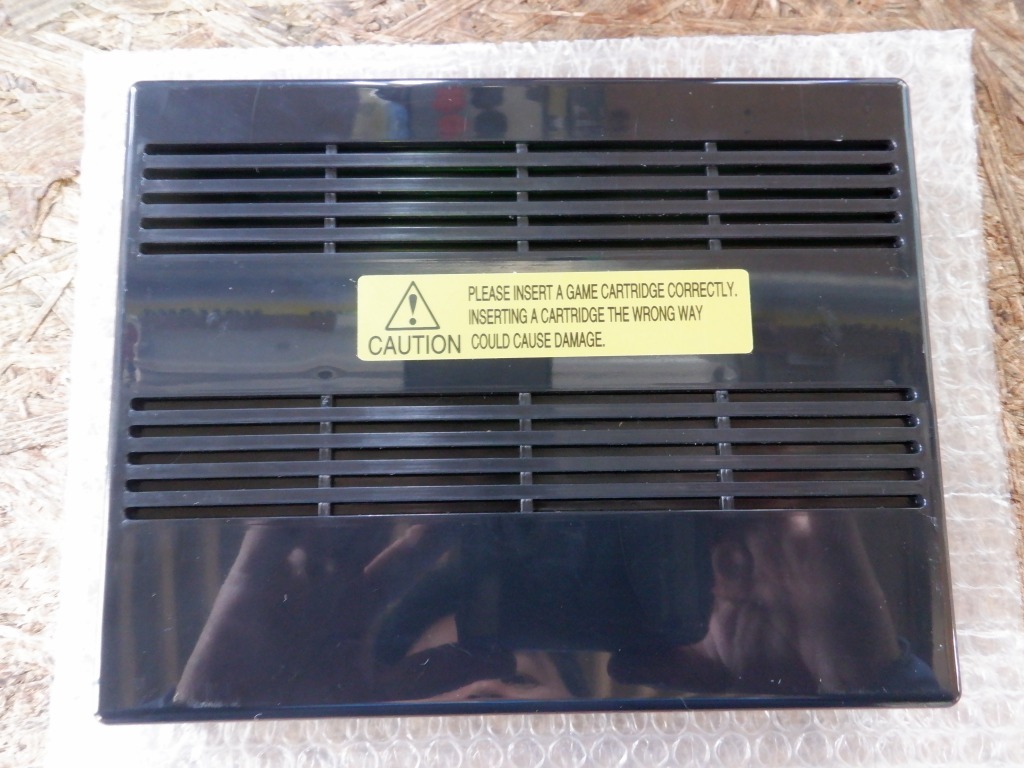 PLEASE INSERT A GAME CARTRIDGE CORRECTLY.
INSERTING A CARTRIDGE THE WRONG WAY
COULD CAUSE DAMAGE.
CAUTION